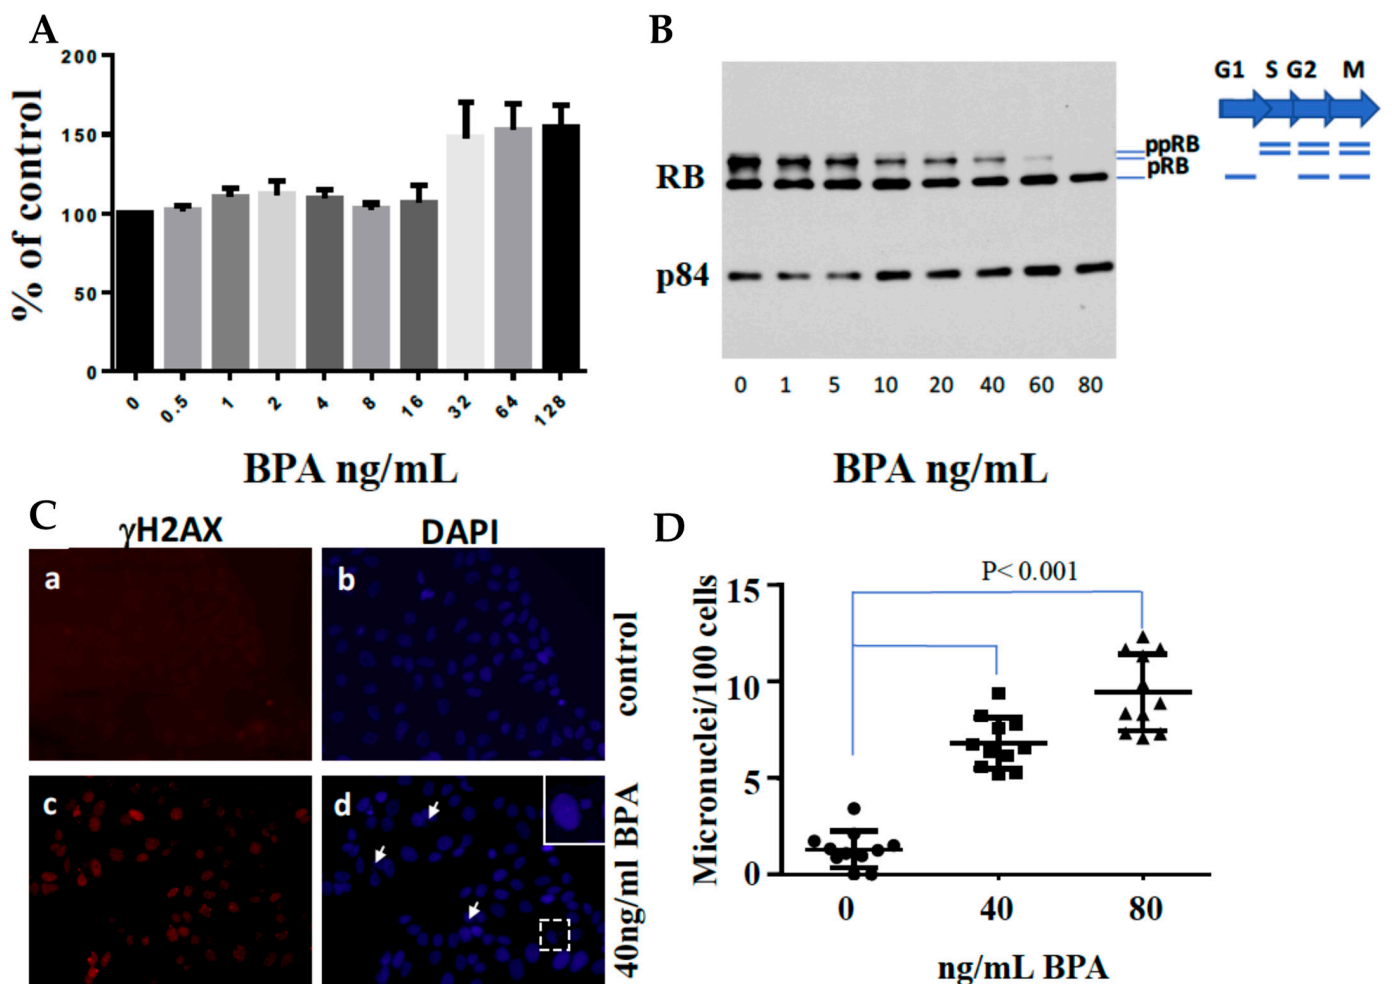 A
200
150
100
50
0
% of control
0 0.5 1 2 4 8 16 32 64 128
BPA ng/mL
B
RB
p84
0 1 5 10 20 40 60 80
BPA ng/mL
G1 S G2 M
ppRB
pRB
C
γH2AX DAPI
a b
control
c d
40ng/ml BPA
D
P< 0.001
15
10
5
0
Micronuclei/100 cells
0 40 80
ng/mL BPA